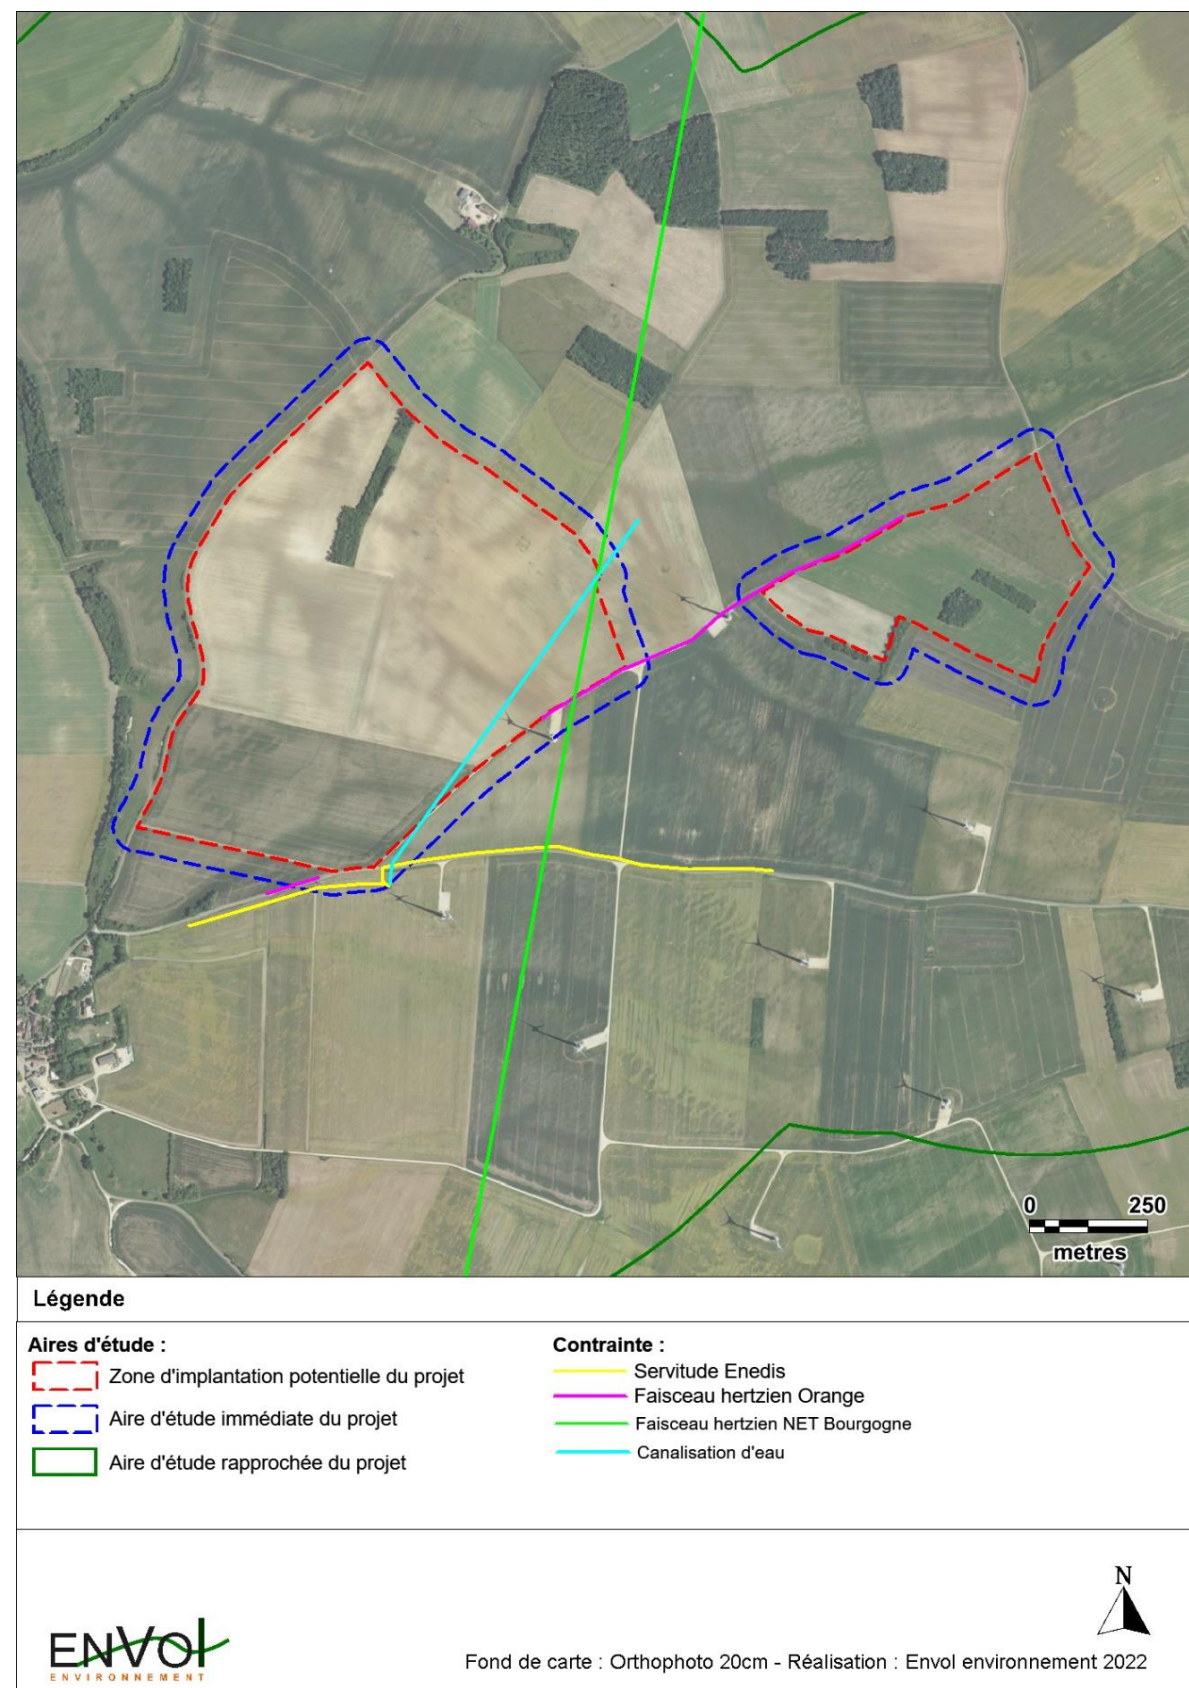 0 250
metres
Légende
Aires d'étude :
Zone d'implantation potentielle du projet
Aire d'étude immédiate du projet
Aire d'étude rapprochée du projet
Contrainte :
Servitude Enedis
Faisceau hertzien Orange
Faisceau hertzien NET Bourgogne
Canalisation d'eau
N
ENVOl
ENVIRONNEMENT
Fond de carte : Orthophoto 20cm - Réalisation : Envol environnement 2022